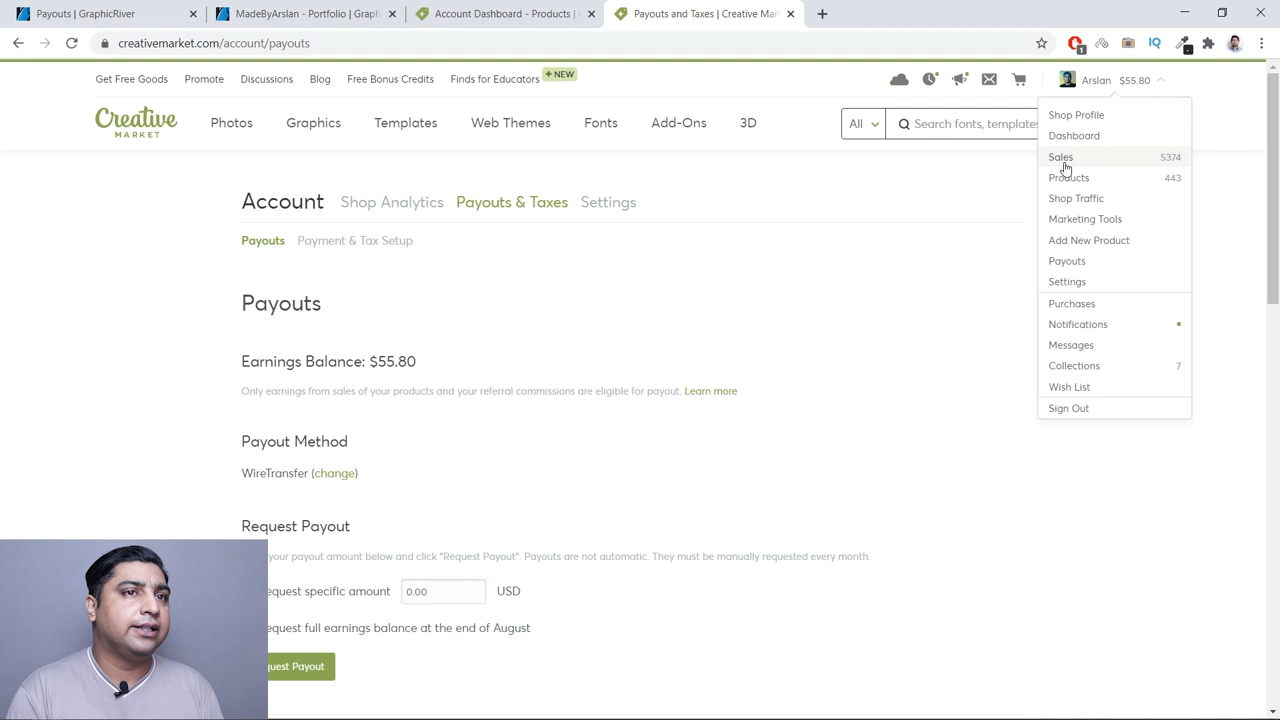 Payouts | GraphicRiver
MadeByArslan - Portfolio | Graph
Account Dashboard - Products |
Payouts and Taxes | Creative Mar
creativemarket.com/account/payouts
1
IQ
Get Free Goods
Promote
Discussions
Blog
Free Bonus Credits
Finds for Educators
+ NEW
Arslan $55.80
Creative
MARKET
Photos
Graphics
Templates
Web Themes
Fonts
Add-Ons
3D
All
Search fonts, templates
Shop Profile
Dashboard
Sales 5374
Products 443
Shop Traffic
Marketing Tools
Add New Product
Payouts
Settings
Purchases
Notifications
Messages
Collections 7
Wish List
Sign Out
Account
Shop Analytics
Payouts & Taxes
Settings
Payouts
Payment & Tax Setup
Payouts
Earnings Balance: $55.80
Only earnings from sales of your products and your referral commissions are eligible for payout. Learn more
Payout Method
WireTransfer (change)
Request Payout
your payout amount below and click "Request Payout". Payouts are not automatic. They must be manually requested every month.
equest specific amount 0.00 USD
equest full earnings balance at the end of August
quest Payout